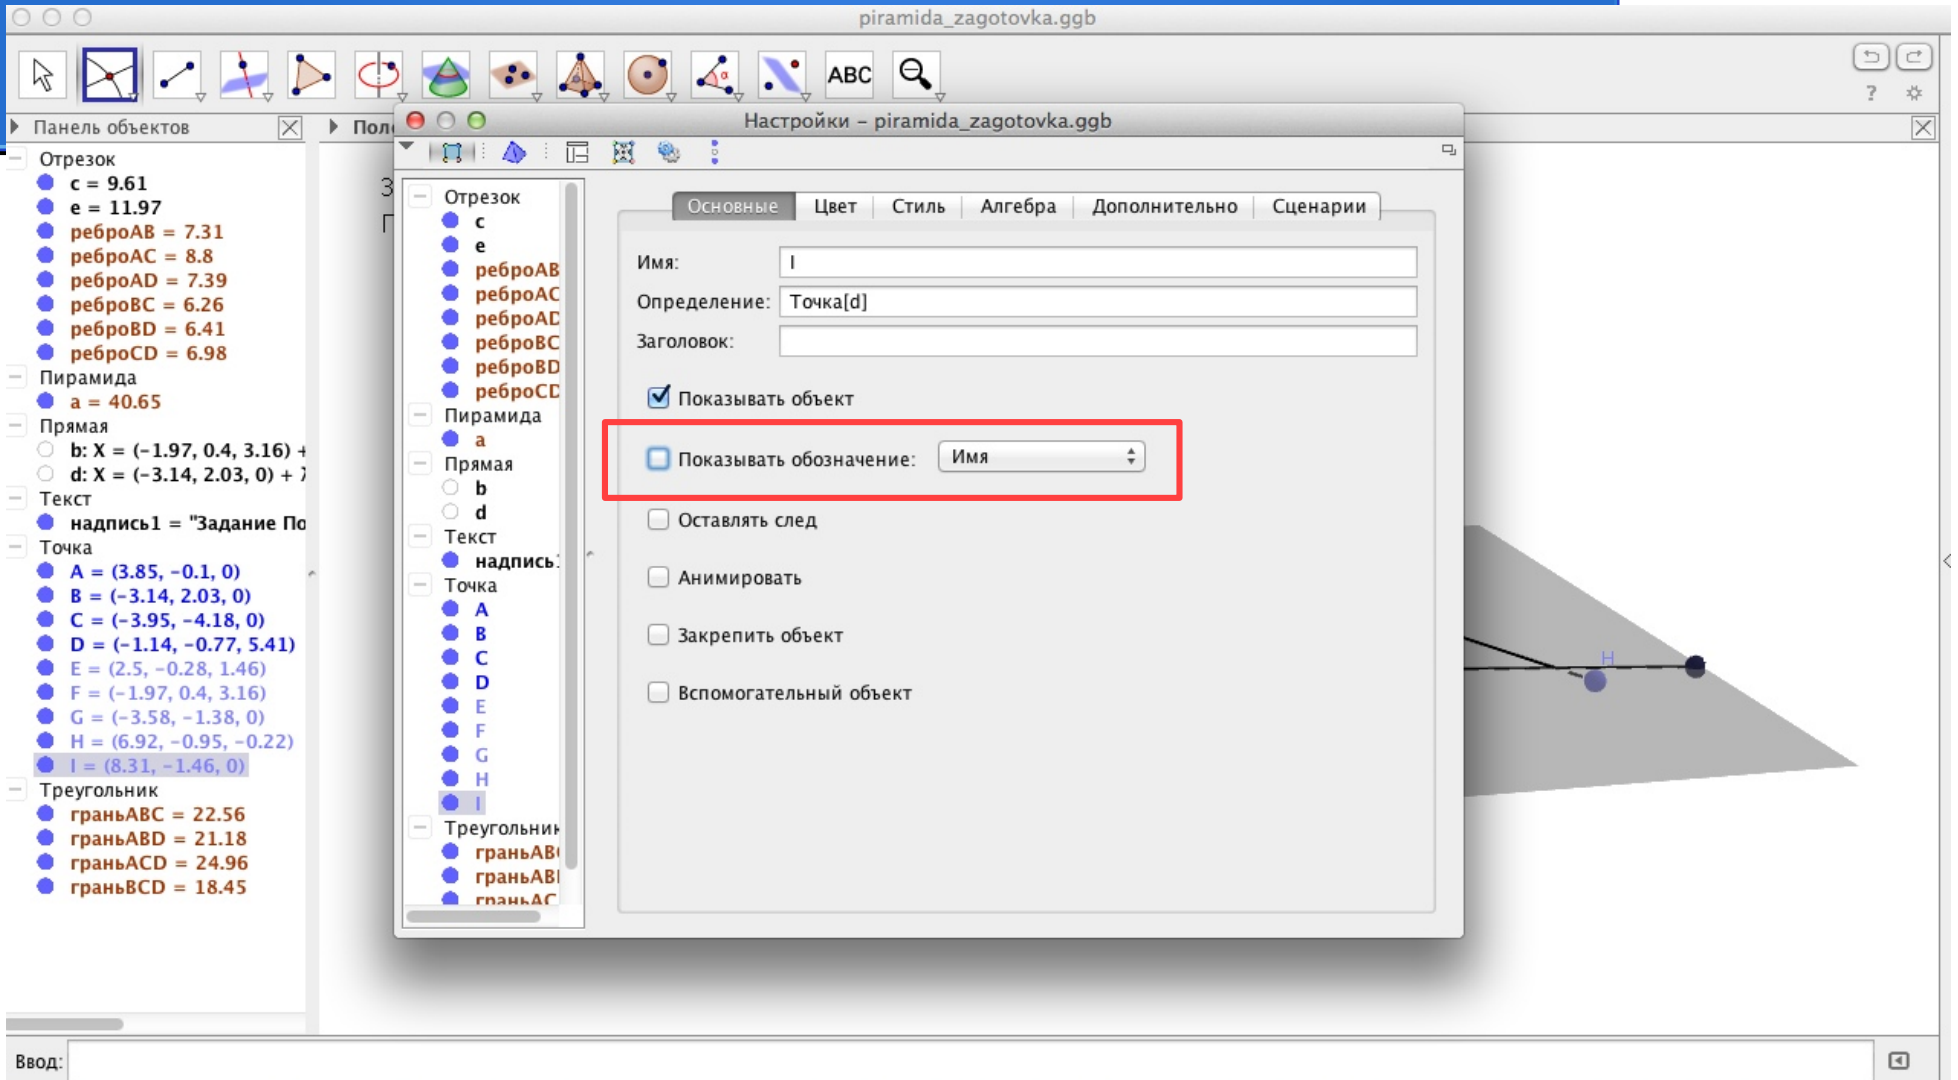 piramida_zagotovka.ggb
ABC
?
Панель объектов
Пол
Отрезок
c = 9.61
e = 11.97
реброAB = 7.31
реброAC = 8.8
реброAD = 7.39
реброBC = 6.26
реброBD = 6.41
реброCD = 6.98
Пирамида
a = 40.65
Прямая
b: X = (-1.97, 0.4, 3.16) +
d: X = (-3.14, 2.03, 0) + λ
Текст
надпись1 = "Задание По
Точка
A = (3.85, -0.1, 0)
B = (-3.14, 2.03, 0)
C = (-3.95, -4.18, 0)
D = (-1.14, -0.77, 5.41)
E = (2.5, -0.28, 1.46)
F = (-1.97, 0.4, 3.16)
G = (-3.58, -1.38, 0)
H = (6.92, -0.95, -0.22)
I = (8.31, -1.46, 0)
Треугольник
граньABC = 22.56
граньABD = 21.18
граньACD = 24.96
граньBCD = 18.45
Настройки - piramida_zagotovka.ggb
Отрезок
c
e
реброAB
реброAC
реброAD
реброBC
реброBD
реброCD
Пирамида
a
Прямая
b
d
Текст
надпись
Точка
A
B
C
D
E
F
G
H
I
Треугольник
граньAB
граньAB
граньAC
Основные Цвет Стиль Алгебра Дополнительно Сценарии
Имя: I
Определение: Точка[d]
Заголовок:
Показывать объект
Показывать обозначение: Имя
Оставлять след
Анимировать
Закрепить объект
Вспомогательный объект
H
Ввод: